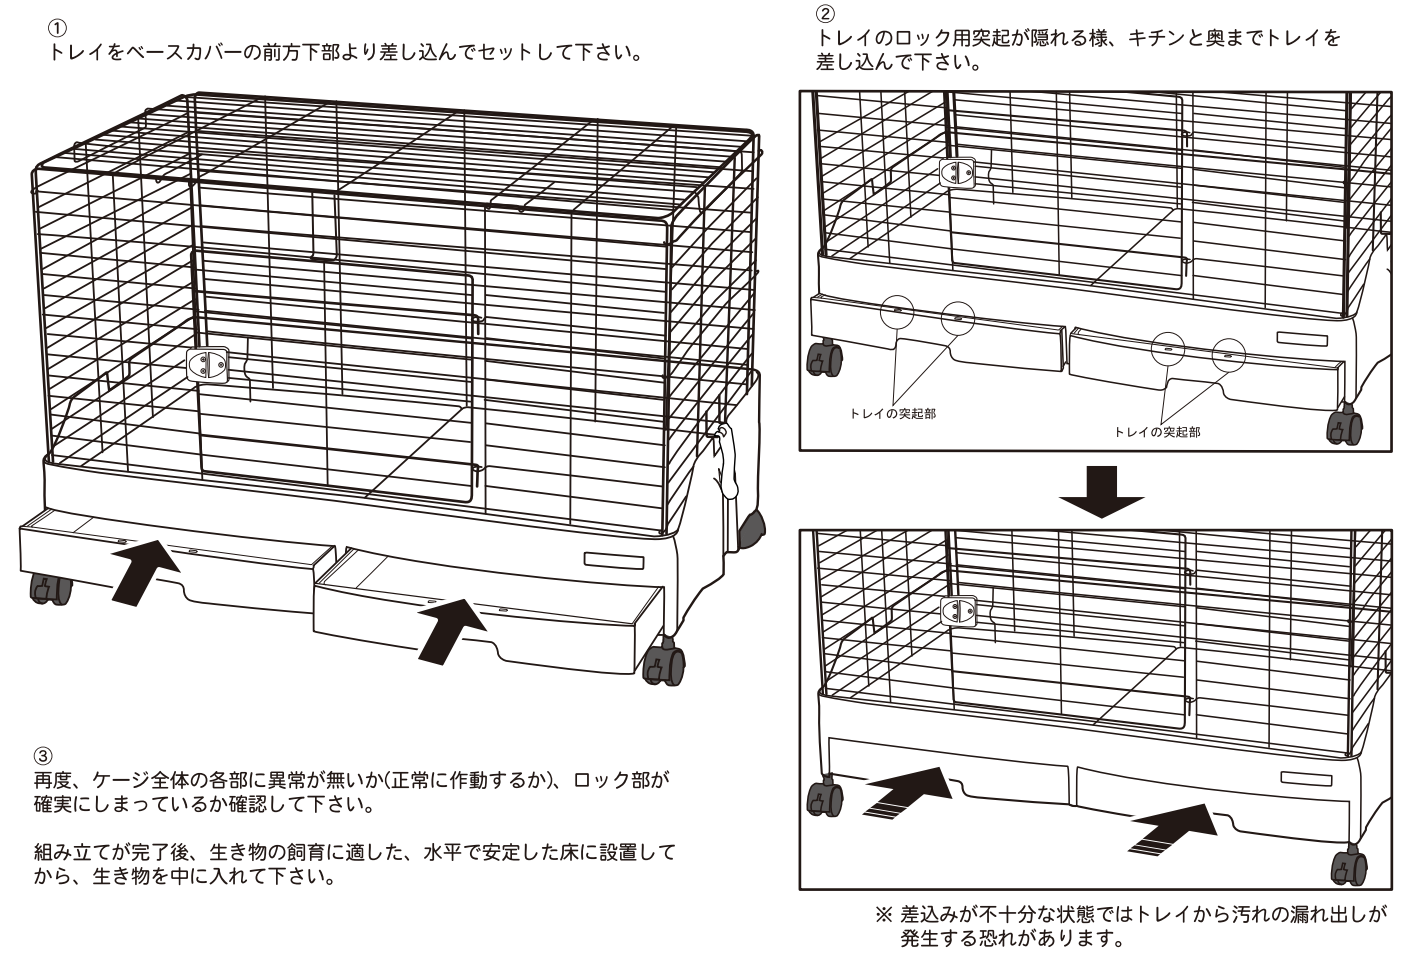 ①
トレイをベースカバーの前方下部より差し込んでセットして下さい。
②
トレイのロック用突起が隠れる様、キチンと奥までトレイを
差し込んで下さい。
トレイの突起部
トレイの突起部
③
再度、ケージ全体の各部に異常が無いか(正常に作動するか)、ロック部が
確実にしまっているか確認して下さい。
組み立てが完了後、生き物の飼育に適した、水平で安定した床に設置して
から、生き物を中に入れて下さい。
※ 差込みが不十分な状態ではトレイから汚れの漏れ出しが
発生する恐れがあります。